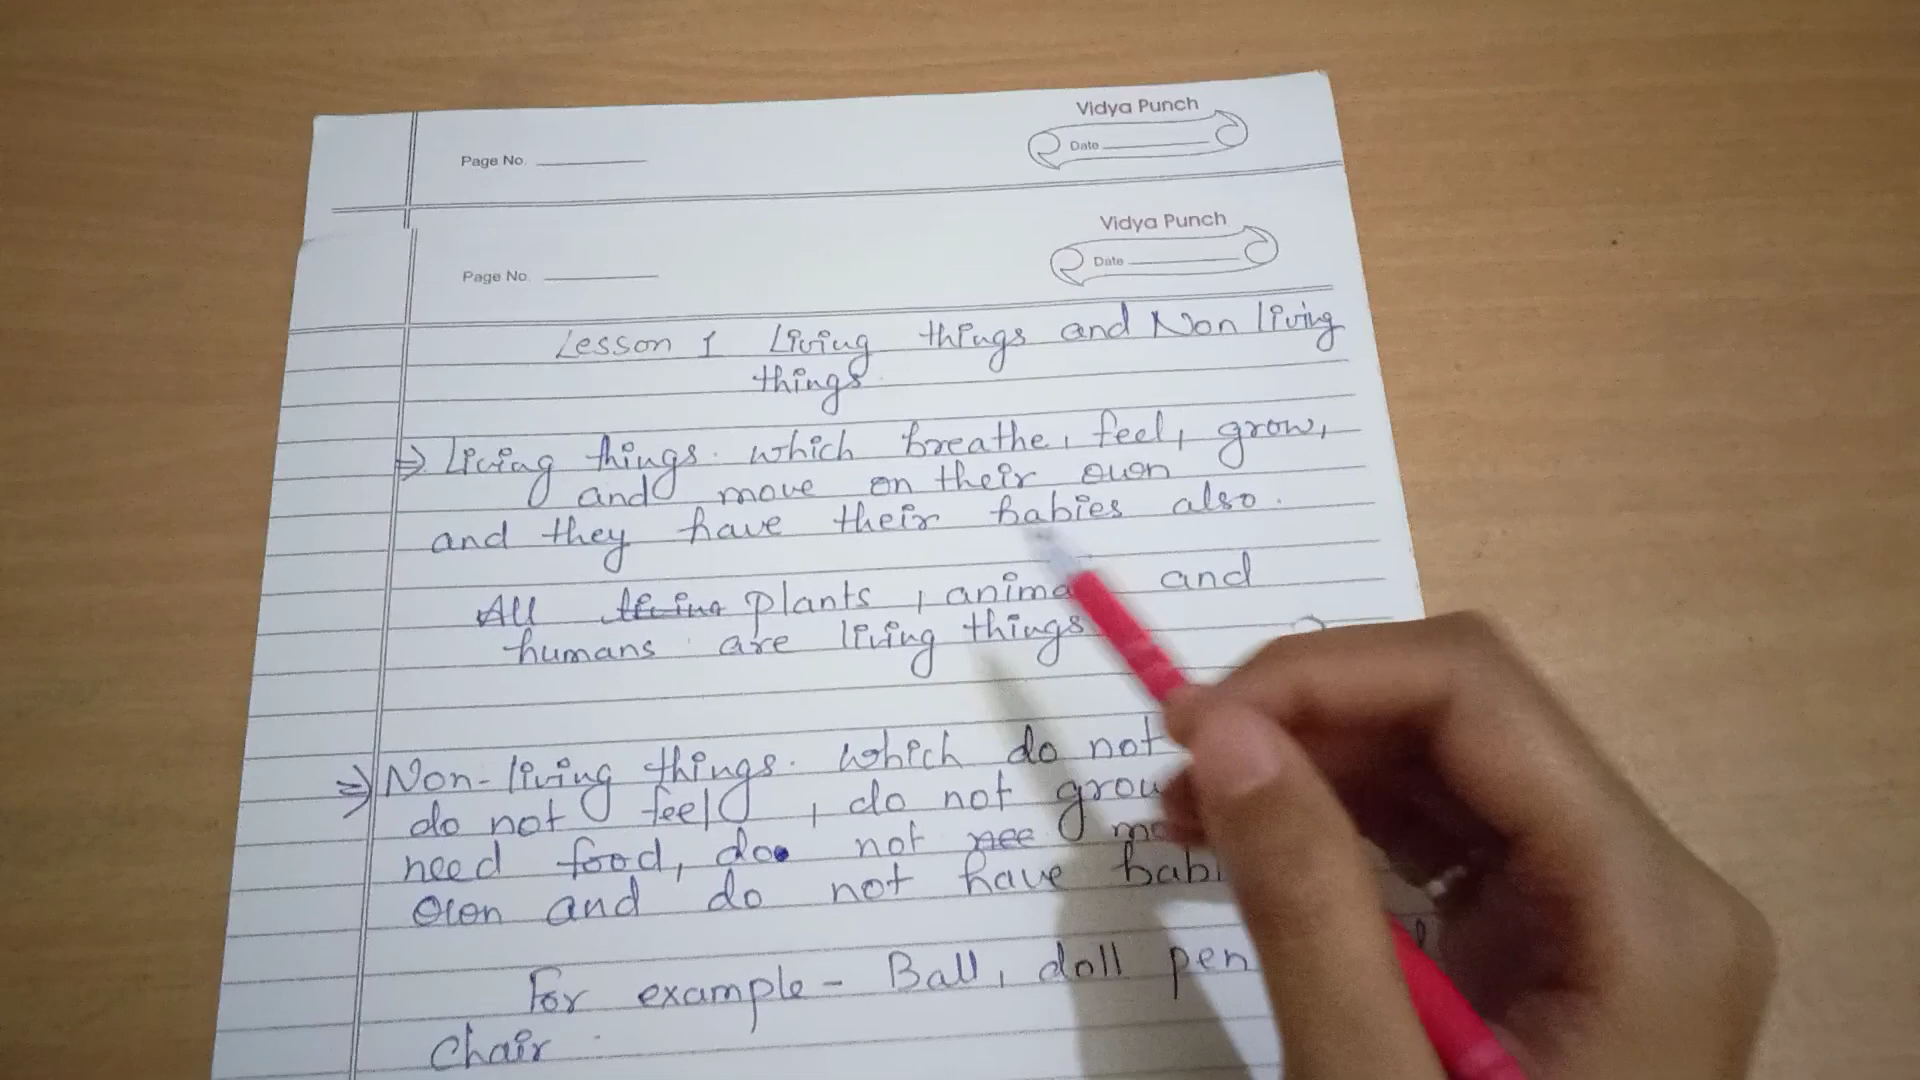 Vidya Punch
Page No.
Date
Vidya Punch
Page No.
Date
Lesson 1 Living things and Non living
things.
⇒ Living things. which breathe, feel, grow,
and move on their own
and they have their babies also.
All living plants, and
humans are living things
⇒ Non-living things. which do not
do not feel, do not
need food, do not nee
own and do not have
For example - Ball, doll pen
chair